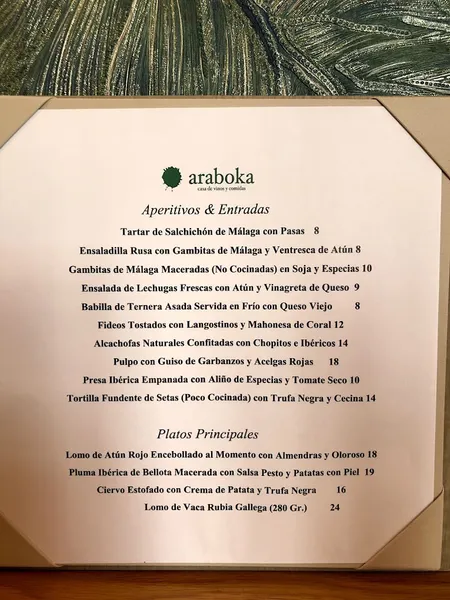 araboka
casa de vinos y comidas
Aperitivos & Entradas
Tartar de Salchichón de Málaga con Pasas 8
Ensaladilla Rusa con Gambitas de Málaga y Ventresca de Atún 8
Gambitas de Málaga Maceradas (No Cocinadas) en Soja y Especias 10
Ensalada de Lechugas Frescas con Atún y Vinagreta de Queso 9
Babilla de Ternera Asada Servida en Frío con Queso Viejo 8
Fideos Tostados con Langostinos y Mahonesa de Coral 12
Alcachofas Naturales Confitadas con Chopitos e Ibéricos 14
Pulpo con Guiso de Garbanzos y Acelgas Rojas 18
Presa Ibérica Empanada con Aliño de Especias y Tomate Seco 10
Tortilla Fundente de Setas (Poco Cocinada) con Trufa Negra y Cecina 14
Platos Principales
Lomo de Atún Rojo Encebollado al Momento con Almendras y Oloroso 18
Pluma Ibérica de Bellota Macerada con Salsa Pesto y Patatas con Piel 19
Ciervo Estofado con Crema de Patata y Trufa Negra 16
Lomo de Vaca Rubia Gallega (280 Gr.) 24